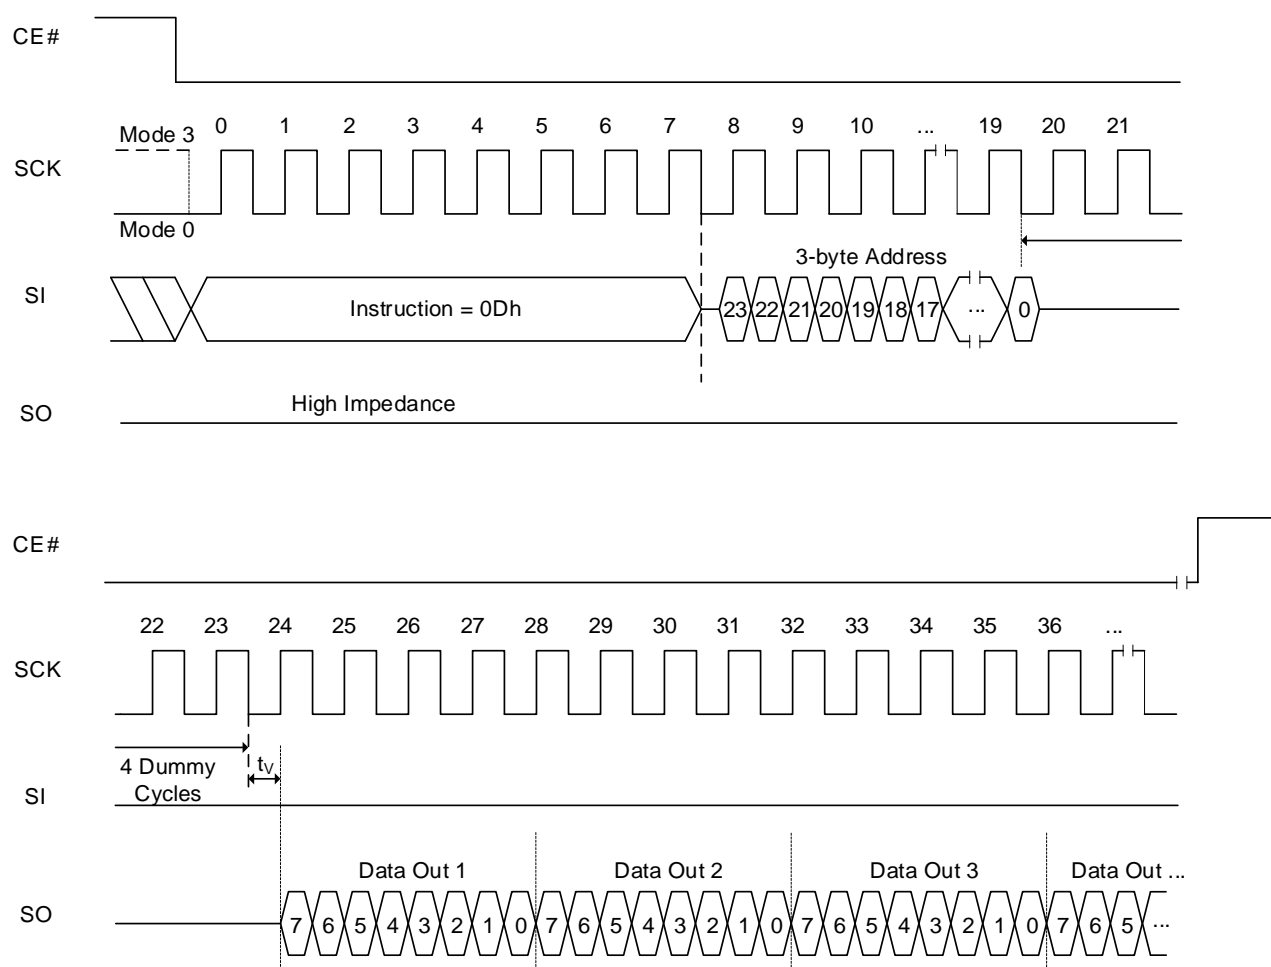 CE#
Mode 3
0 1 2 3 4 5 6 7 8 9 10 ... 19 20 21
SCK
Mode 0
3-byte Address
SI
Instruction = 0Dh
23 22 21 20 19 18 17 ... 0
High Impedance
SO
CE#
22 23 24 25 26 27 28 29 30 31 32 33 34 35 36 ...
SCK
4 Dummy
Cycles
tV
SI
Data Out 1 Data Out 2 Data Out 3 Data Out ...
SO
7 6 5 4 3 2 1 0 7 6 5 4 3 2 1 0 7 6 5 4 3 2 1 0 7 6 5 ...